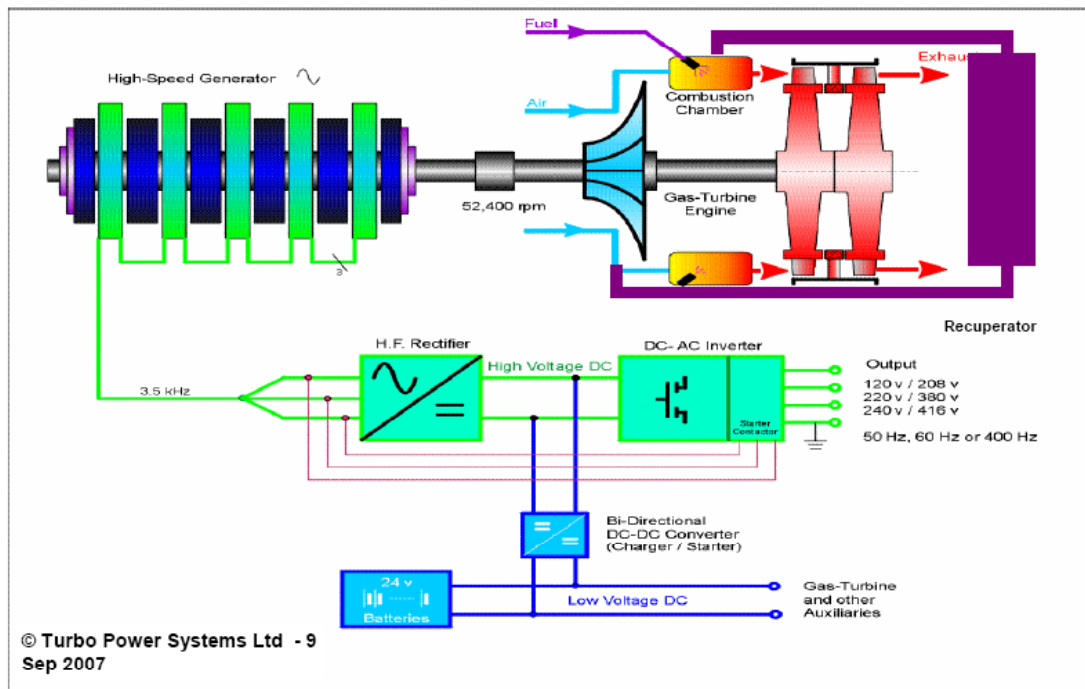 Fuel
High-Speed Generator
Exhaus
Air
Combustion
Chamber
52,400 rpm
Gas-Turbine
Engine
3
Recuperator
H.F. Rectifier
DC- AC Inverter
High Voltage DC
Output
3.5 kHz
120 v / 208 v
220 v / 380 v
240 v / 416 v
Starter
Contactor
50 Hz, 60 Hz or 400 Hz
Bi-Directional
DC-DC Converter
(Charger / Starter)
24 v
Batteries
Low Voltage DC
Gas-Turbine
and other
Auxiliaries
© Turbo Power Systems Ltd - 9
Sep 2007